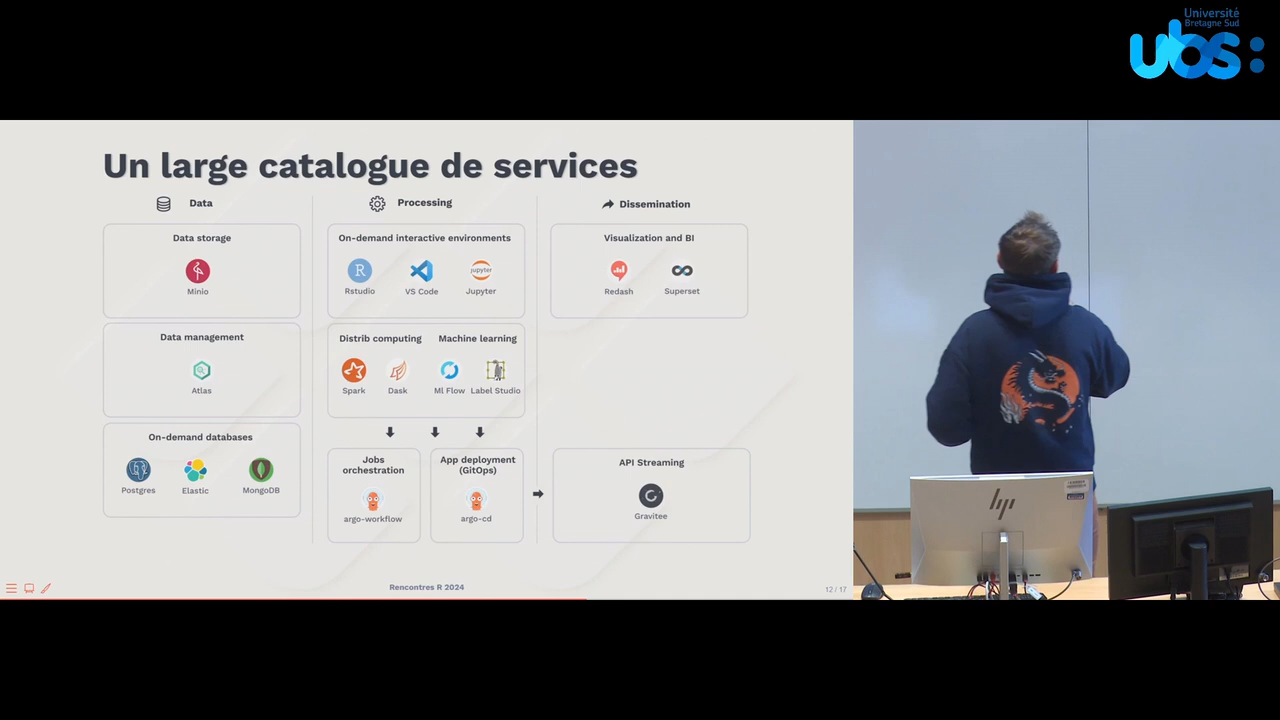 Université
Bretagne Sud
ubs:
Un large catalogue de services
Data
Data storage
Minio
Data management
Atlas
On-demand databases
Postgres
Elastic
MongoDB
Processing
On-demand interactive environments
R
Rstudio
VS Code
jupyter
Jupyter
Distrib computing
Machine learning
Spark
Dask
Ml Flow
Label Studio
Jobs
orchestration
argo-workflow
App deployment
(GitOps)
argo-cd
Dissemination
Visualization and BI
Redash
Superset
API Streaming
Gravitee
Rencontres R 2024
12 / 17
hp